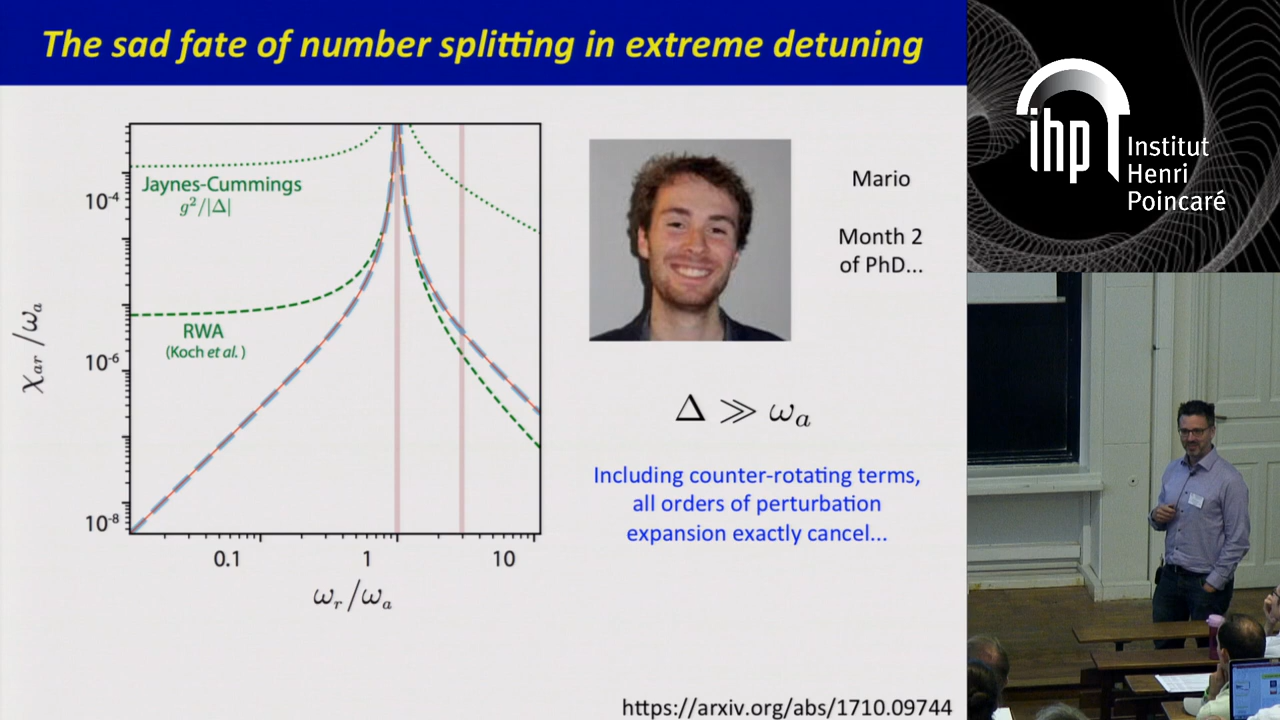 The sad fate of number splitting in extreme detuning
ihp Institut
Henri
Poincaré
Jaynes-Cummings
g²/|Δ|
RWA
(Koch et al.)
10⁻⁴
10⁻⁶
10⁻⁸
χ_ar /ω_a
0.1
1
10
ω_r/ω_a
Mario
Month 2
of PhD...
Δ ≫ ω_a
Including counter-rotating terms,
all orders of perturbation
expansion exactly cancel...
https://arxiv.org/abs/1710.09744